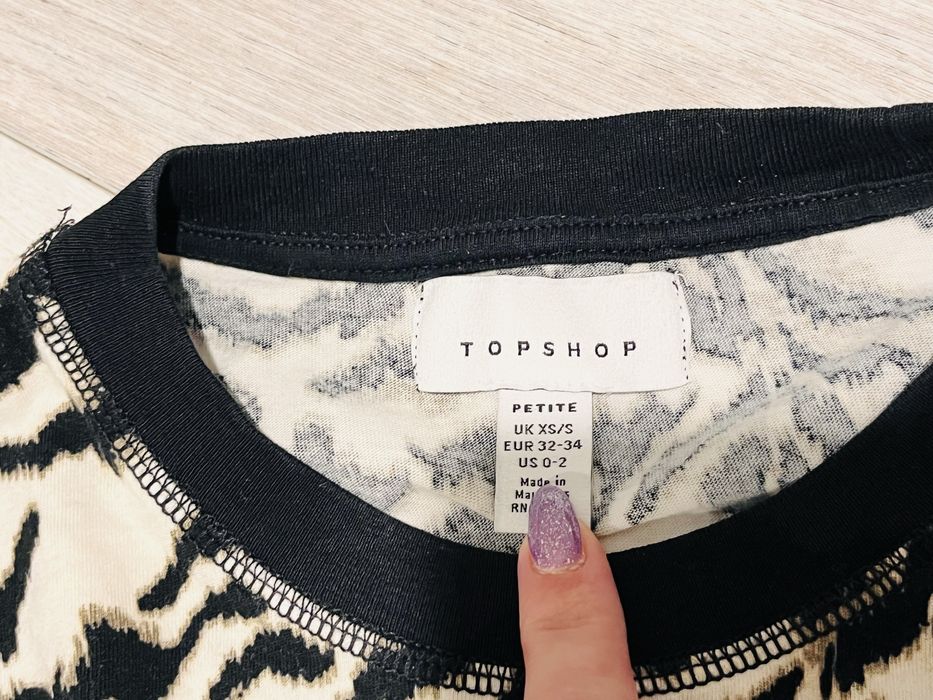 TOPSHOP
PETITE
UK XS/S
EUR 32-34
US 0-2
Made in
RN